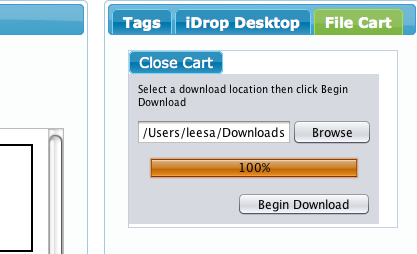 Tags iDrop Desktop File Cart
Close Cart
Select a download location then click Begin
Download
/Users/leesa/Downloads Browse
100%
Begin Download